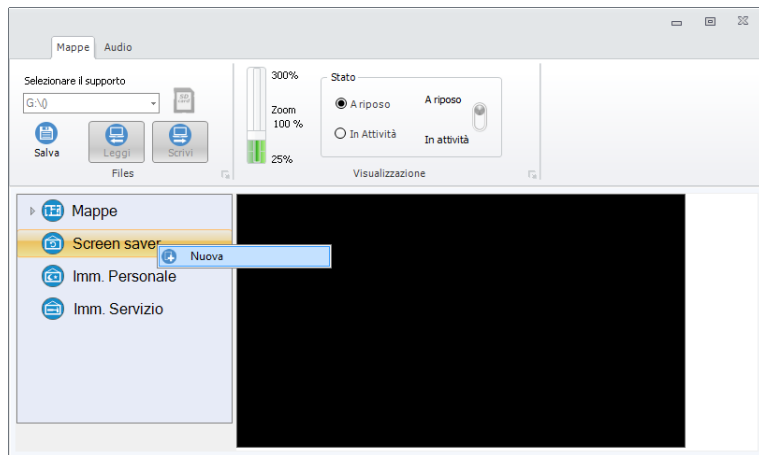 Mappe Audio
Selezionare il supporto
G:\()
Salva
Leggi
Scrivi
Files
300%
Zoom
100 %
25%
Stato
A riposo
In Attività
A riposo
In attività
Visualizzazione
Mappe
Screen saver
Nuova
Imm. Personale
Imm. Servizio